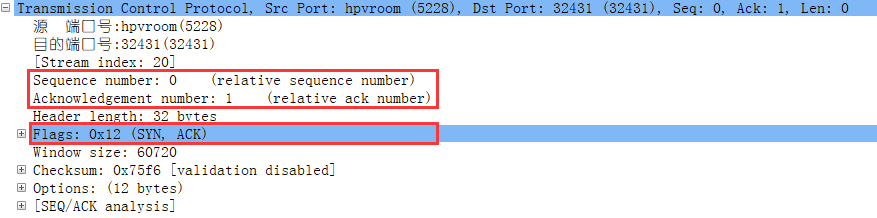 Transmission Control Protocol, Src Port: hpvroom (5228), Dst Port: 32431 (32431), Seq: 0, Ack: 1, Len: 0
源 端口号:hpvroom(5228)
目的端口号:32431(32431)
[Stream index: 20]
Sequence number: 0 (relative sequence number)
Acknowledgement number: 1 (relative ack number)
Header length: 32 bytes
Flags: 0x12 (SYN, ACK)
Window size: 60720
Checksum: 0x75f6 [validation disabled]
Options: (12 bytes)
[SEQ/ACK analysis]